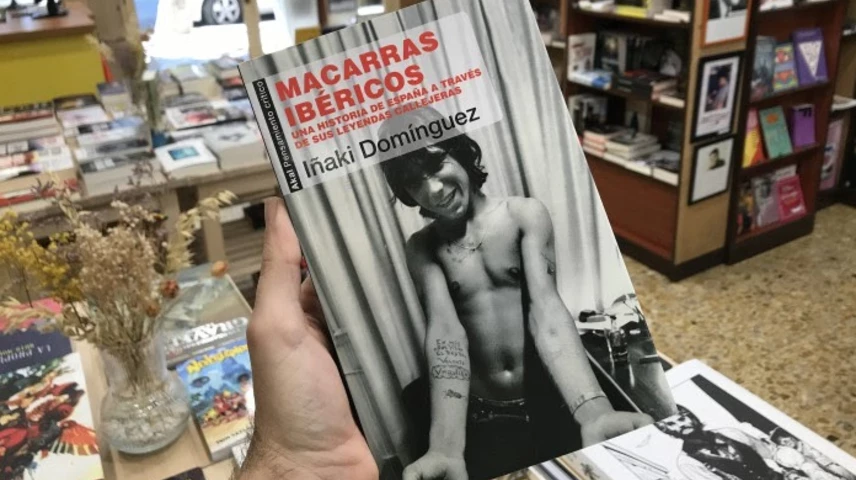 MACARRAS
IBÉRICOS
UNA HISTORIA DE ESPAÑA A TRAVÉS
DE SUS LEYENDAS CALLEJERAS
Iñaki Domínguez
Akal Pensamiento crítico